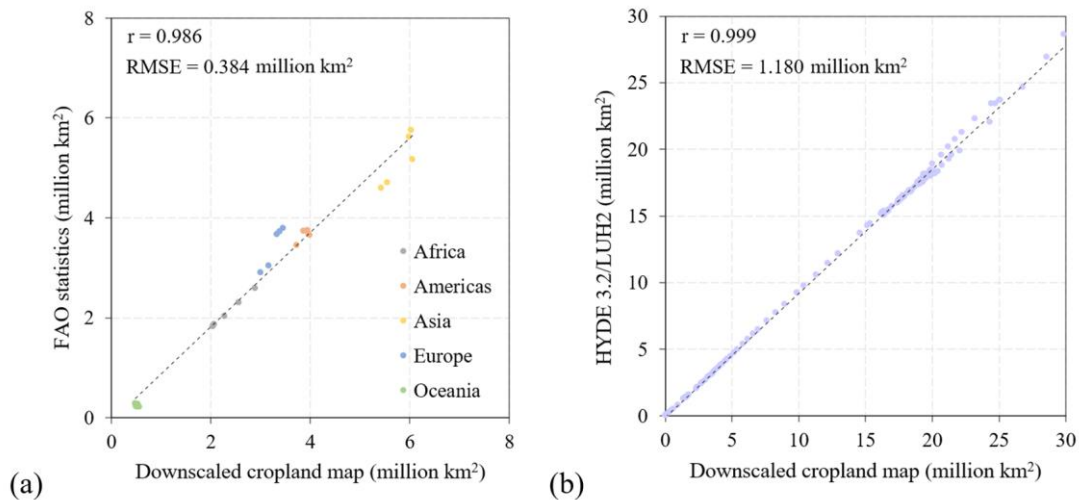 r = 0.986
RMSE = 0.384 million km²
FAO statistics (million km²)
8
6
4
2
0
0 2 4 6 8
Africa
Americas
Asia
Europe
Oceania
Downscaled cropland map (million km²)
(a)
r = 0.999
RMSE = 1.180 million km²
HYDE 3.2/LUH2 (million km²)
30
25
20
15
10
5
0
0 5 10 15 20 25 30
Downscaled cropland map (million km²)
(b)